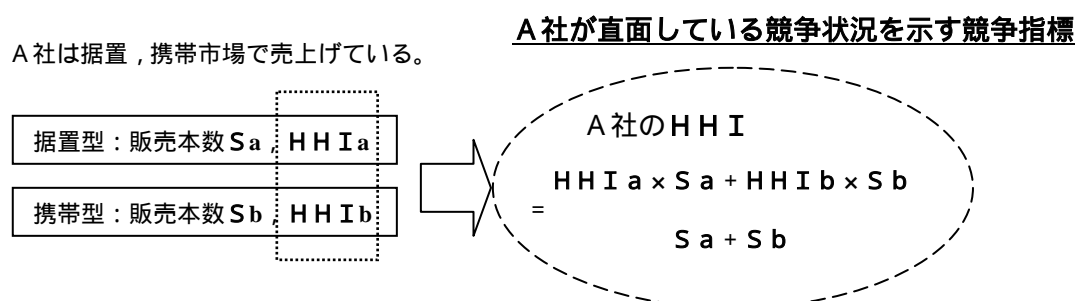 A社が直面している競争状況を示す競争指標
A社は据置,携帯市場で売上げている。
据置型:販売本数Sa,HHIa
携帯型:販売本数Sb,HHIb
A社のHHI
HHIa×Sa+HHIb×Sb
=
Sa+Sb